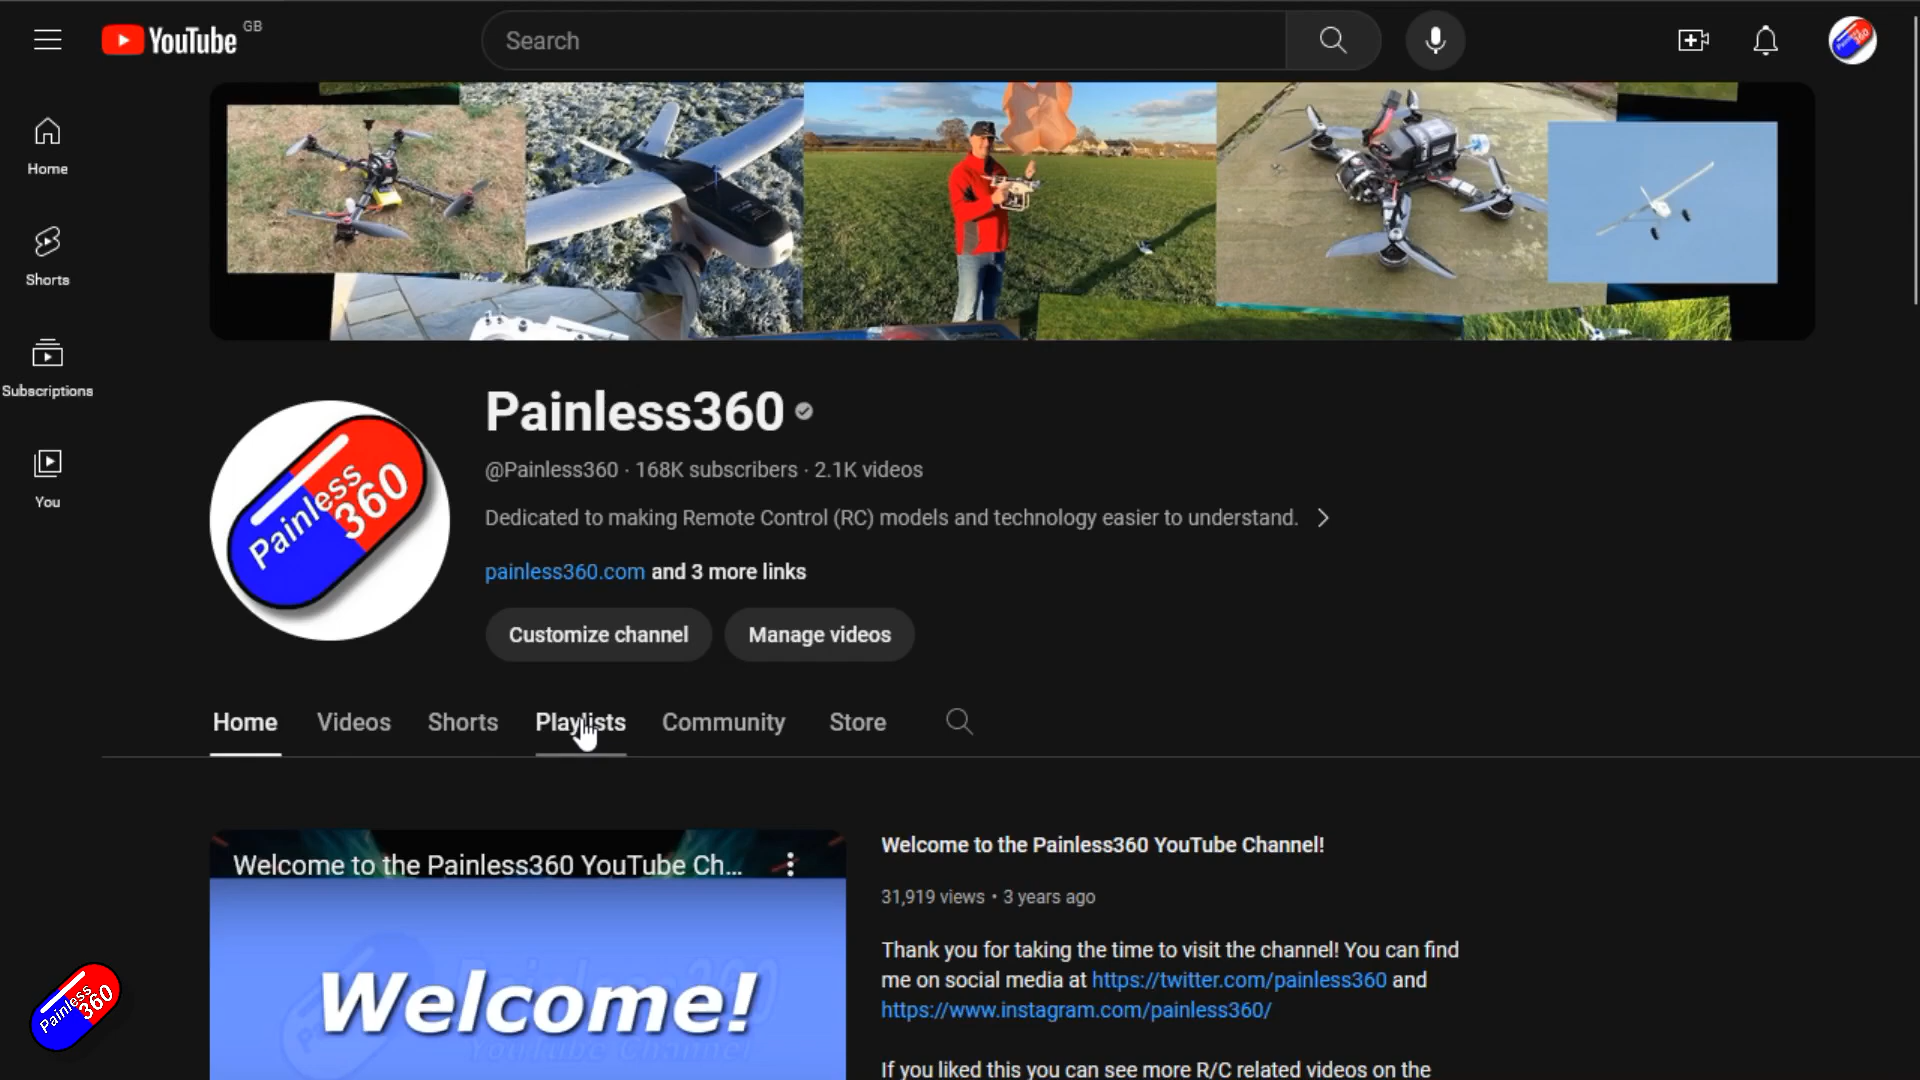 YouTube GB
Search
Home
Shorts
Subscriptions
You
Painless360
Painless
360
@Painless360 · 168K subscribers · 2.1K videos
Dedicated to making Remote Control (RC) models and technology easier to understand.
painless360.com and 3 more links
Customize channel
Manage videos
Home
Videos
Shorts
Playlists
Community
Store
Welcome to the Painless360 YouTube Ch...
Welcome!
YouTube Channel
Welcome to the Painless360 YouTube Channel!
31,919 views • 3 years ago
Thank you for taking the time to visit the channel! You can find
me on social media at https://twitter.com/painless360 and
https://www.instagram.com/painless360/
If you liked this you can see more R/C related videos on the
Painless
360